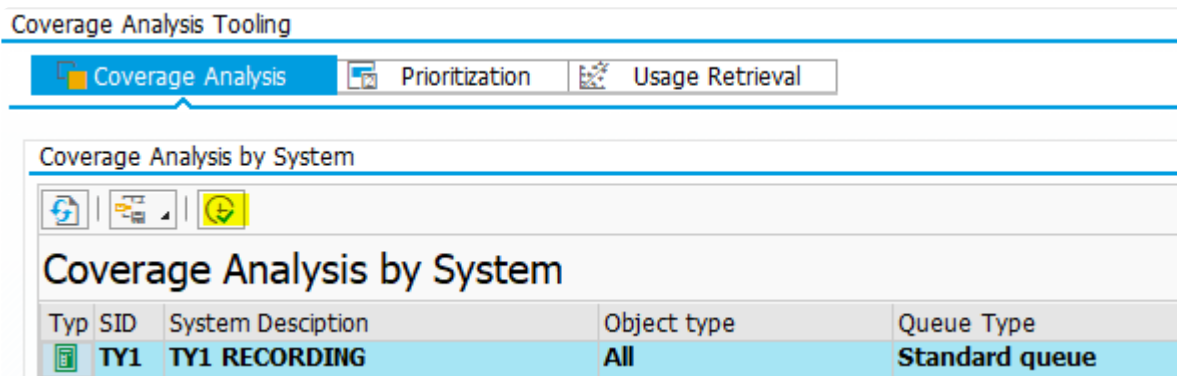 Coverage Analysis Tooling
Coverage Analysis Prioritization Usage Retrieval
Coverage Analysis by System
Coverage Analysis by System
Typ SID System Desciption Object type Queue Type
TY1 TY1 RECORDING All Standard queue